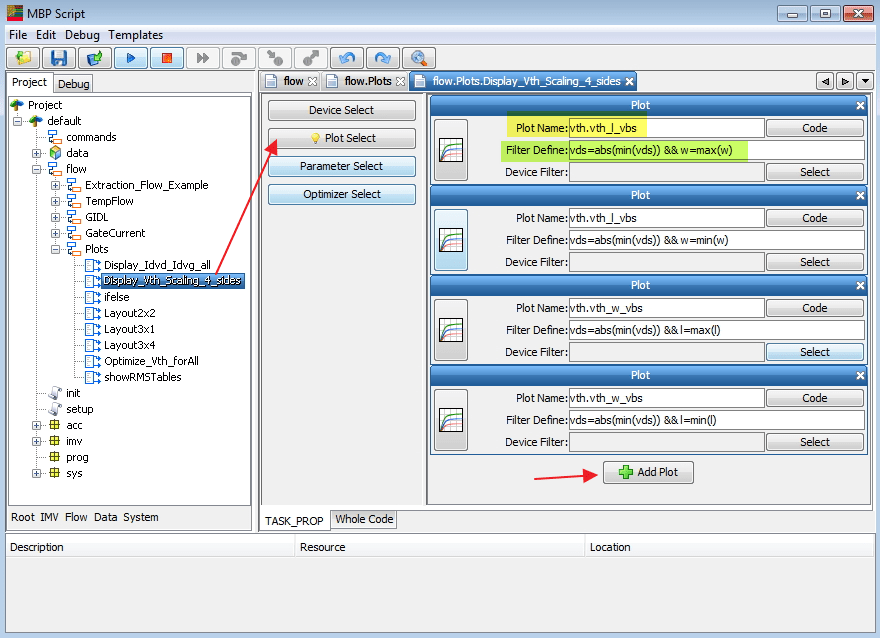 MBP Script
File Edit Debug Templates
Project Debug
flow flow.Plots flow.Plots.Display_Vth_Scaling_4_sides
Project
default
commands
data
flow
Extraction_Flow_Example
TempFlow
GIDL
GateCurrent
Plots
Display_Idvd_Idvg_all
Display_Vth_Scaling_4_sides
ifelse
Layout2x2
Layout3x1
Layout3x4
Optimize_Vth_forAll
showRMSTables
init
setup
acc
imv
prog
sys
Root IMV Flow Data System
Device Select
Plot Select
Parameter Select
Optimizer Select
Plot
Plot Name: vth.vth_l_vbs Code
Filter Define: vds=abs(min(vds)) && w=max(w)
Device Filter: Select
Plot
Plot Name: vth.vth_l_vbs Code
Filter Define: vds=abs(min(vds)) && w=min(w)
Device Filter: Select
Plot
Plot Name: vth.vth_w_vbs Code
Filter Define: vds=abs(min(vds)) && l=max(l)
Device Filter: Select
Plot
Plot Name: vth.vth_w_vbs Code
Filter Define: vds=abs(min(vds)) && l=min(l)
Device Filter: Select
Add Plot
TASK_PROP Whole Code
Description Resource Location